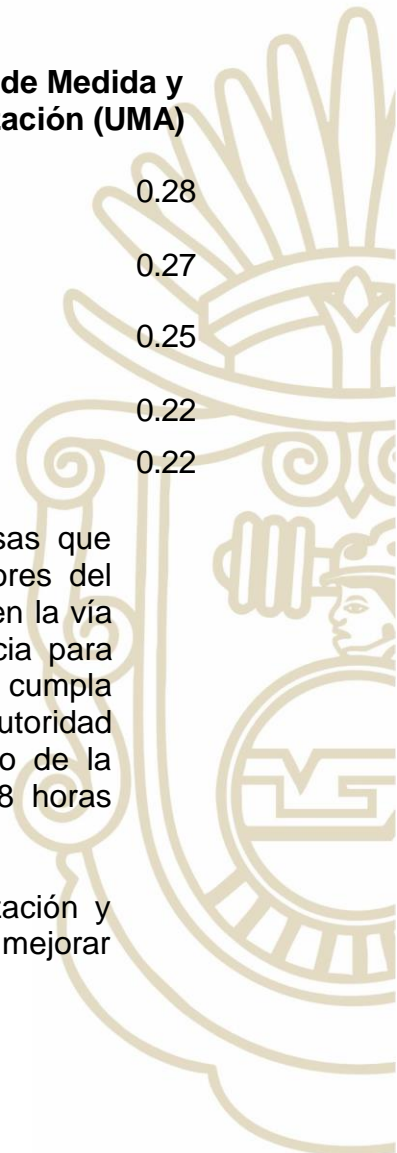 de Medida y
ación (UMA)
0.28
0.27
0.25
0.22
0.22
sas que
ores del
en la vía
cia para
cumpla
utoridad
o de la
8 horas
tación y
mejorar